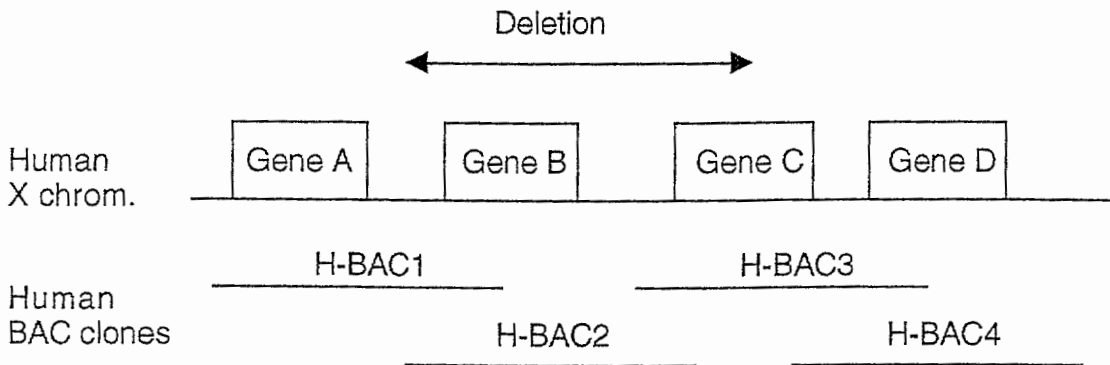 Deletion
Gene A
Gene B
Gene C
Gene D
Human
X chrom.
H-BAC1
H-BAC3
Human
BAC clones
H-BAC2
H-BAC4